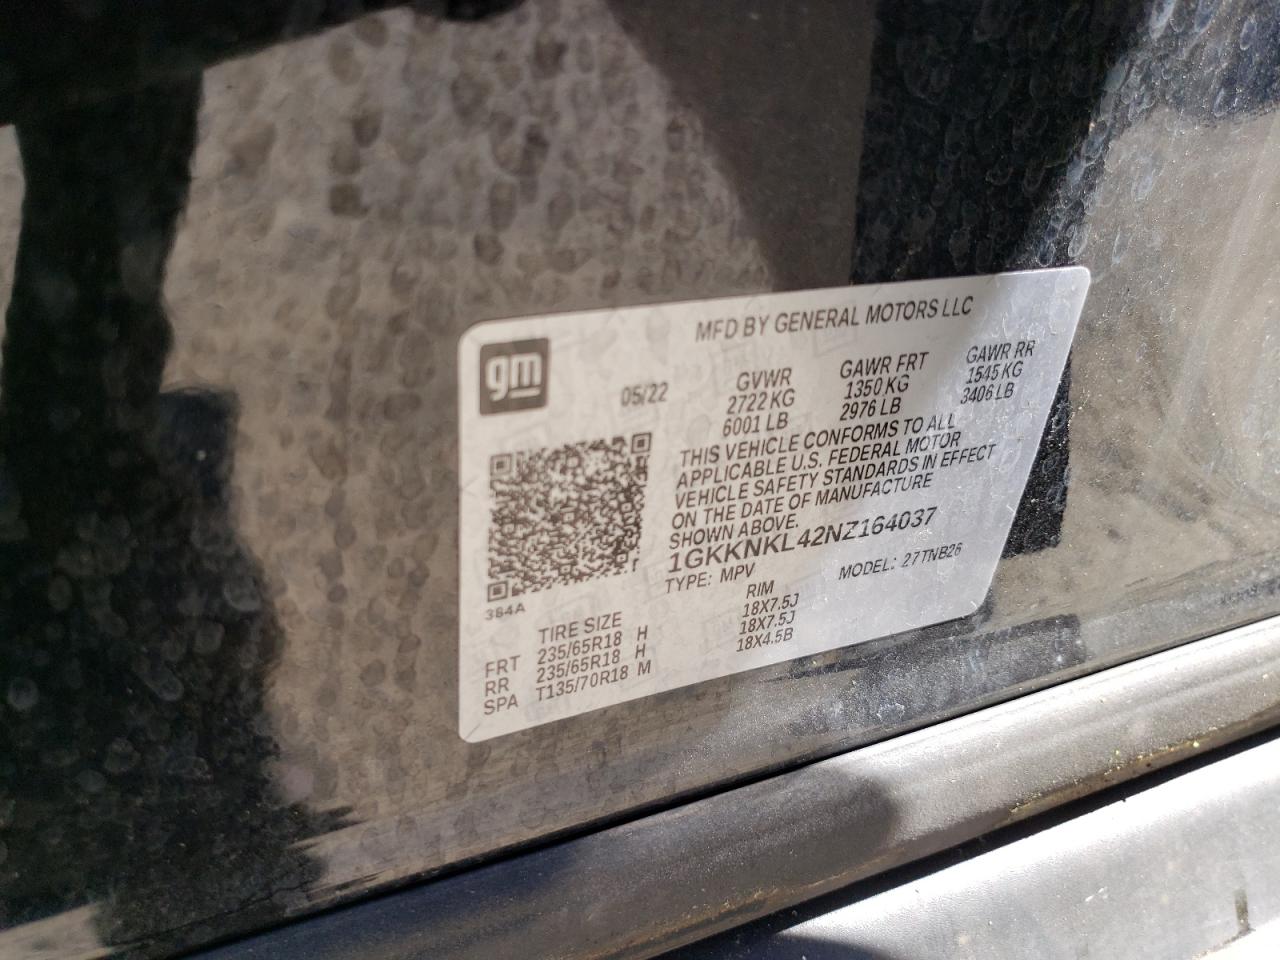 MFD BY GENERAL MOTORS LLC
gm
05/22
GVWR
2722 KG
6001 LB
GAWR FRT
1350 KG
2976 LB
GAWR RR
1545 KG
3406 LB
THIS VEHICLE CONFORMS TO ALL
APPLICABLE U.S. FEDERAL MOTOR
VEHICLE SAFETY STANDARDS IN EFFECT
ON THE DATE OF MANUFACTURE
SHOWN ABOVE.
1GKKNKL42NZ164037
TYPE: MPV
MODEL: 27TNB26
384A
TIRE SIZE RIM
FRT 235/65R18 H 18X7.5J
RR 235/65R18 H 18X7.5J
SPA T135/70R18 M 18X4.5B